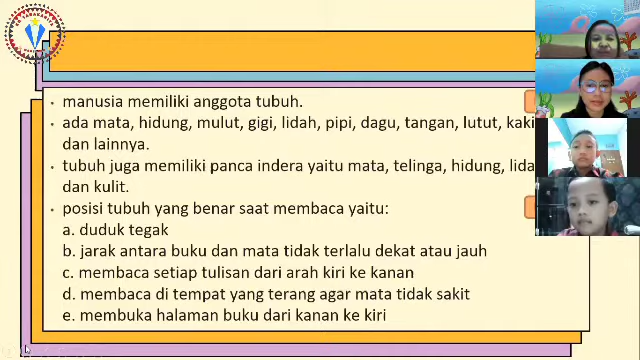 manusia memiliki anggota tubuh.
ada mata, hidung, mulut, gigi, lidah, pipi, dagu, tangan, lutut, kaki
dan lainnya.
tubuh juga memiliki panca indera yaitu mata, telinga, hidung, lida
dan kulit.
posisi tubuh yang benar saat membaca yaitu:
a. duduk tegak
b. jarak antara buku dan mata tidak terlalu dekat atau jauh
c. membaca setiap tulisan dari arah kiri ke kanan
d. membaca di tempat yang terang agar mata tidak sakit
e. membuka halaman buku dari kanan ke kiri